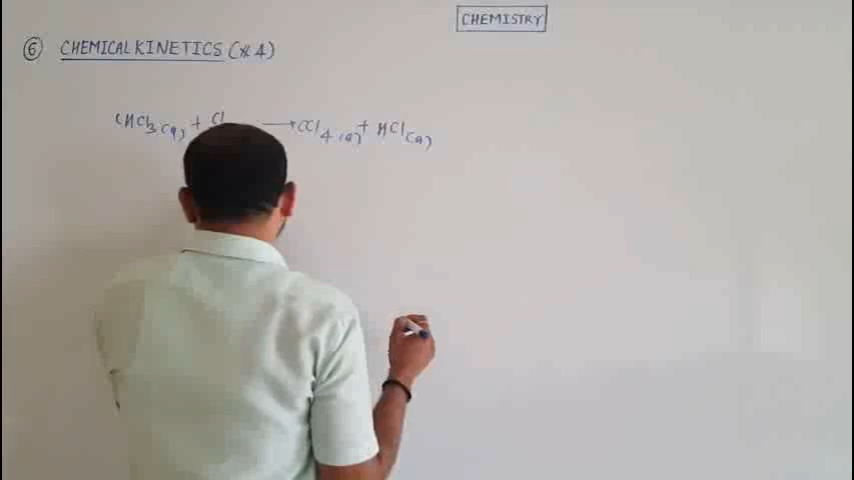 CHEMISTRY
⑥ CHEMICAL KINETICS (* 4)
CHCl3(g) + Cl → CCl4(g) + HCl(g)